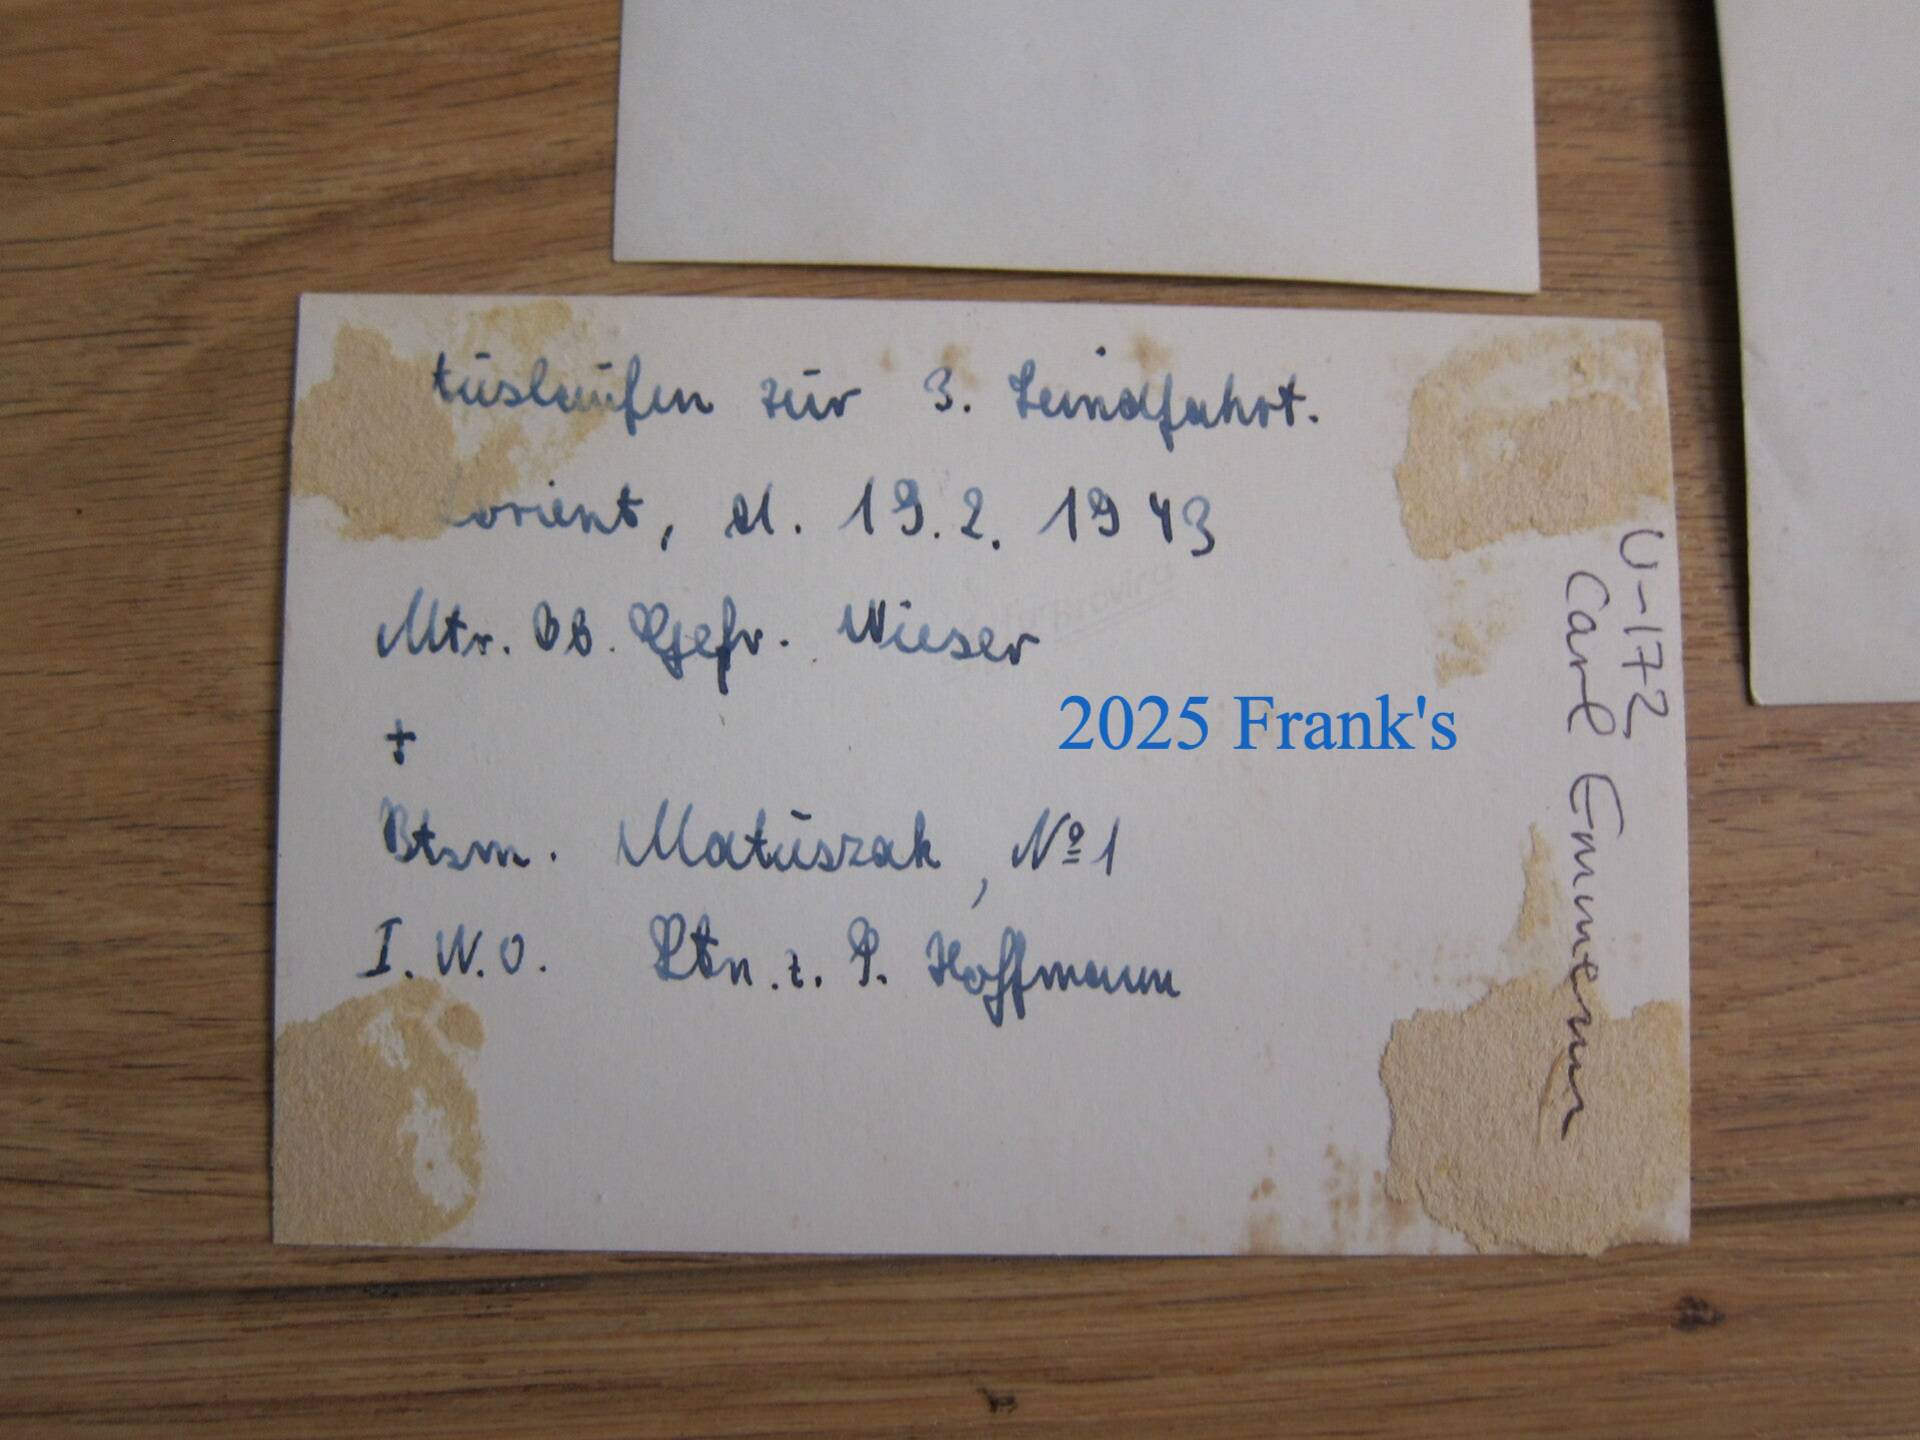 Auslaufen zur 3. Feindfahrt.
Lorient, d. 19.2.1943
Mtr. Ob. Gefr. Wieser
+
Btsm. Matuszak, Nº 1
I. W.O. Ltn. z. S. Hoffmann
2025 Frank's
U-172
Carl Emmermann